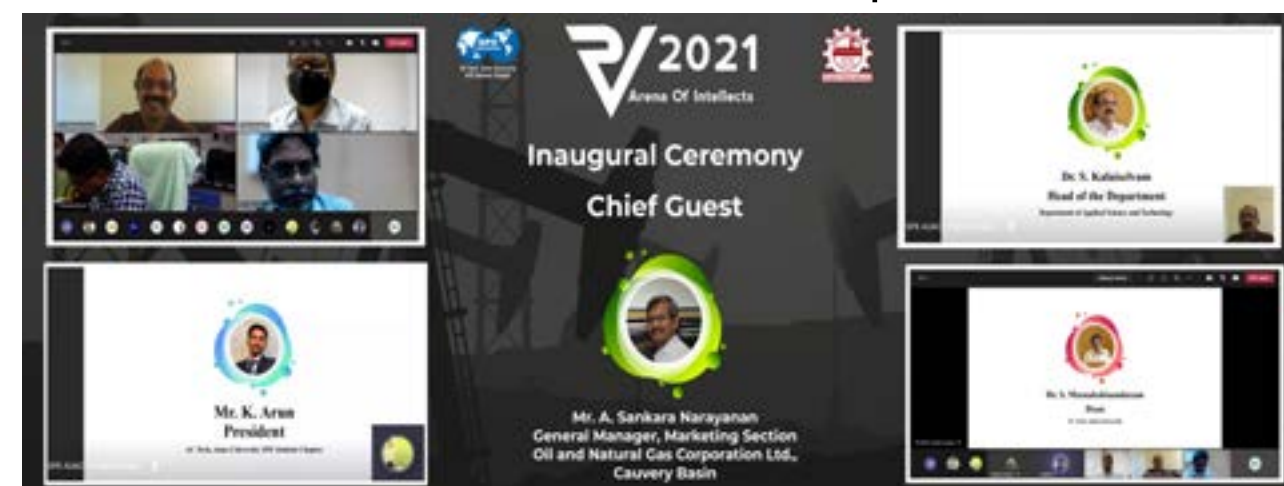 SPE
RV 2021
Arena Of Intellects
Inaugural Ceremony
Chief Guest
Mr. A. Sankara Narayanan
General Manager, Marketing Section
Oil and Natural Gas Corporation Ltd.,
Cauvery Basin
Mr. K. Arun
President
Dr. S. Kalaiselvam
Head of the Department
Department of Applied Science and Technology
Dean